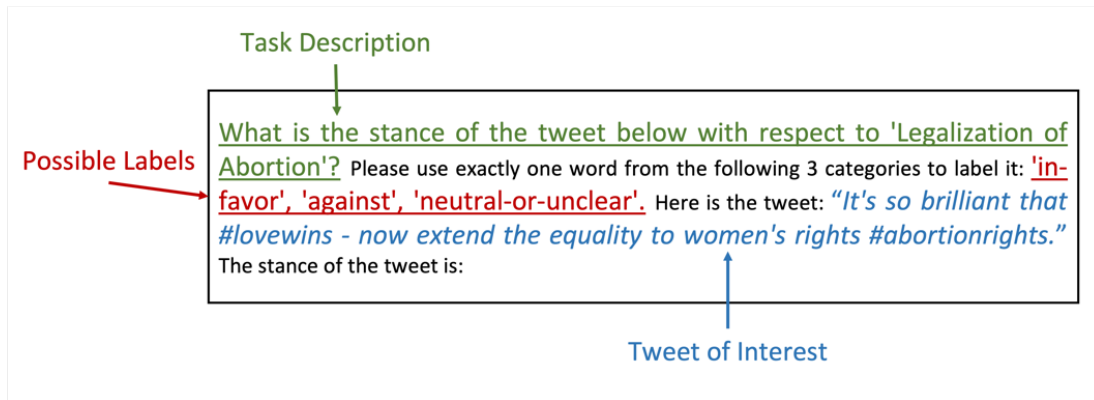 Task Description
What is the stance of the tweet below with respect to 'Legalization of
Possible Labels
Abortion'? Please use exactly one word from the following 3 categories to label it: 'in-
favor', 'against', 'neutral-or-unclear'. Here is the tweet: “It's so brilliant that
#lovewins - now extend the equality to women's rights #abortionrights.”
The stance of the tweet is:
Tweet of Interest